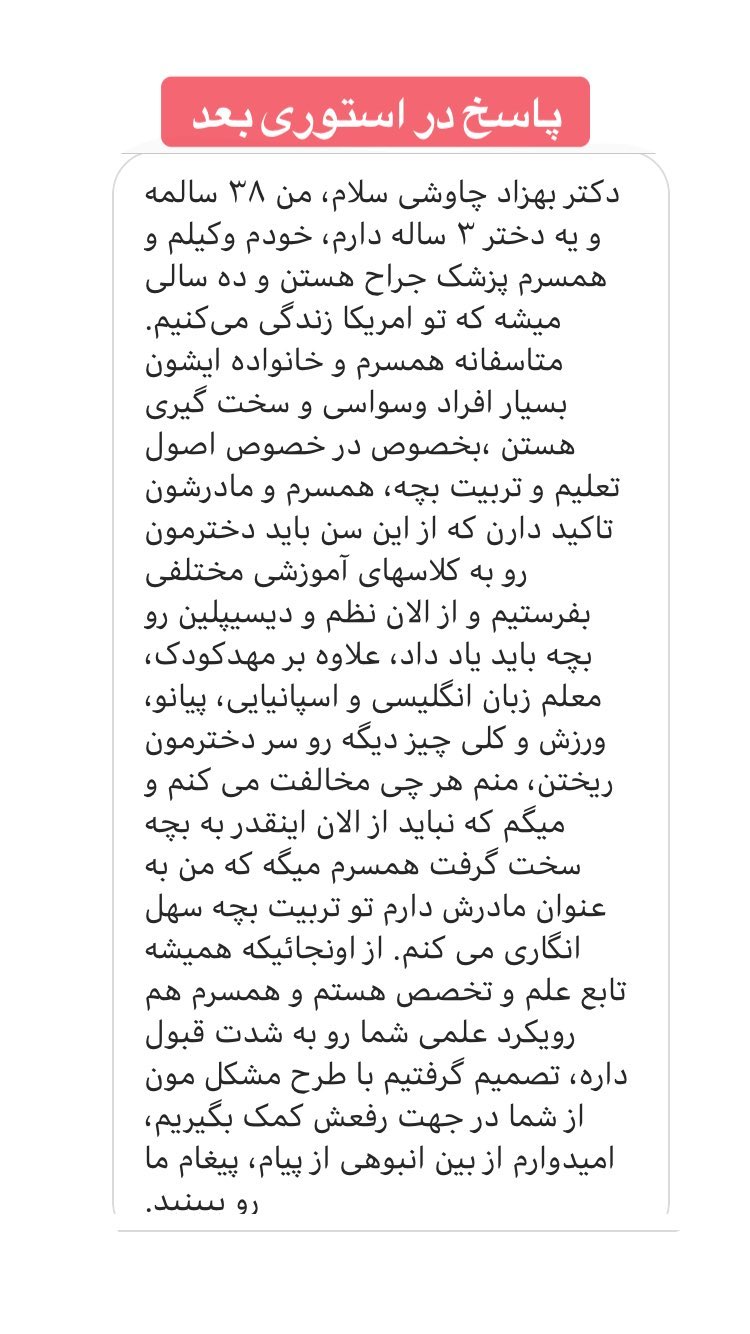 پاسخ در استوری بعد
دکتر بهزاد چاوشی سلام، من ۳۸ سالمه
و یه دختر ۳ ساله دارم، خودم وکیلم و
همسرم پزشک جراح هستن و ده سالی
میشه که تو امریکا زندگی می‌کنیم.
متاسفانه همسرم و خانواده ایشون
بسیار افراد وسواسی و سخت گیری
هستن ،بخصوص در خصوص اصول
تعلیم و تربیت بچه، همسرم و مادرشون
تاکید دارن که از این سن باید دخترمون
رو به کلاسهای آموزشی مختلفی
بفرستیم و از الان نظم و دیسیپلین رو
بچه باید یاد داد، علاوه بر مهدکودک،
معلم زبان انگلیسی و اسپانیایی، پیانو،
ورزش و کلی چیز دیگه رو سر دخترمون
ریختن، منم هر چی مخالفت می کنم و
میگم که نباید از الان اینقدر به بچه
سخت گرفت همسرم میگه که من به
عنوان مادرش دارم تو تربیت بچه سهل
انگاری می کنم. از اونجائیکه همیشه
تابع علم و تخصص هستم و همسرم هم
رویکرد علمی شما رو به شدت قبول
داره، تصمیم گرفتیم با طرح مشکل مون
از شما در جهت رفعش کمک بگیریم،
امیدوارم از بین انبوهی از پیام، پیغام ما
رو ببینید.